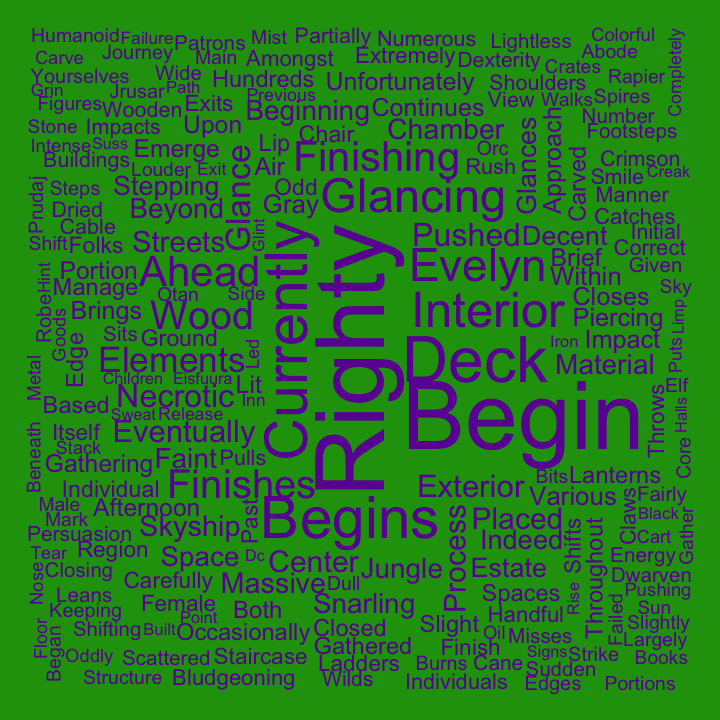 Humanoid
Failure
Patrons
Mist
Partially
Numerous
Lightless
Colorful
Carve
Journey
Main
Amongst
Extremely
Dexterity
Abode
Completely
Yourselves
Wide
Hundreds
Unfortunately
Shoulders
Crates
Rapier
Grin
Jrusar
Path
Previous
Figures
Wooden
Exits
Beginning
Continues
View
Walks
Spires
Stone
Impacts
Upon
Chair
Chamber
Glances
Approach
Number
Footsteps
Intense
Suss
Emerge
Glance
Lip
Finishing
Orc
Carved
Buildings
Louder
Exit
Air
Rush
Crimson
Smile
Creak
Prudaj
Steps
Stepping
Odd
Glancing
Manner
Dried
Beyond
Gray
Catches
Cable
Glint
Pushed
Decent
Initial
Shift
Folks
Streets
Currently
Righty
Evelyn
Brief
Correct
Robe
Hint
Portion
Ahead
Within
Given
Manage
Otan
Side
Interior
Closes
Sky
Brings
Wood
Piercing
Puts
Limp
Goods
Sits
Ground
Iron
Impact
Metal
Edge
Elements
Led
Deck
Material
Children
Eisfuura
Elf
Based
Necrotic
Lit
Inn
Begin
Throws
Core
Halls
Sweat
Release
Beneath
Itself
Stack
Eventually
Gathering
Faint
Pulls
Bits
Lanterns
Individual
Finishes
Exterior
Various
Claws
Fairly
Male
Afternoon
Past
Begins
Process
Placed
Black
Gather
Mark
Persuasion
Skyship
Indeed
Shifts
Throughout
Cart
Tear
Region
Space
Dc
Center
Jungle
Estate
Energy
Nose
Closing
Carefully
Massive
Dull
Dwarven
Leans
Spaces
Rise
Failed
Pushing
Keeping
Female
Both
Snarling
Handful
Sun
Floor
Began
Shifting
Built
Point
Occasionally
Closed
Slight
Oil
Misses
Slightly
Oddly
Scattered
Staircase
Gathered
Finish
Signs
Strike
Largely
Ladders
Burns
Cane
Sudden
Books
Structure
Bludgeoning
Wilds
Individuals
Edges
Portions